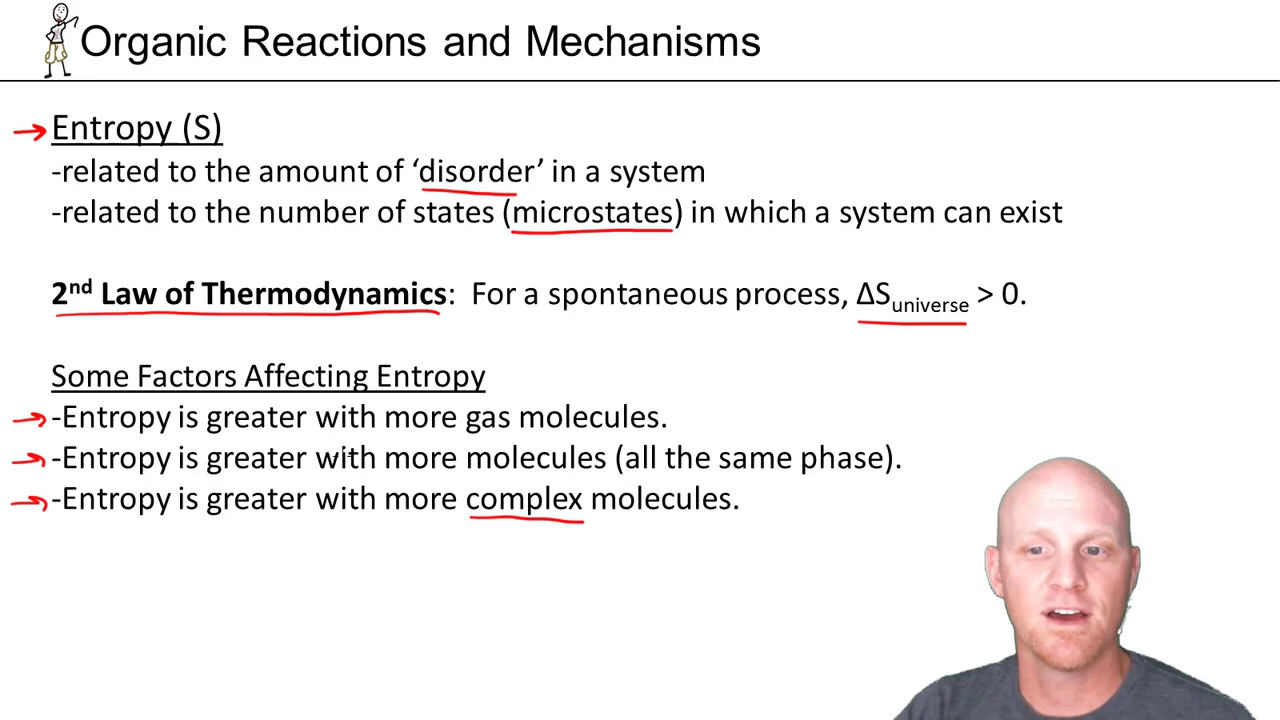 Organic Reactions and Mechanisms
Entropy (S)
-related to the amount of ‘disorder’ in a system
-related to the number of states (microstates) in which a system can exist
2nd Law of Thermodynamics: For a spontaneous process, ΔSuniverse > 0.
Some Factors Affecting Entropy
-Entropy is greater with more gas molecules.
-Entropy is greater with more molecules (all the same phase).
-Entropy is greater with more complex molecules.